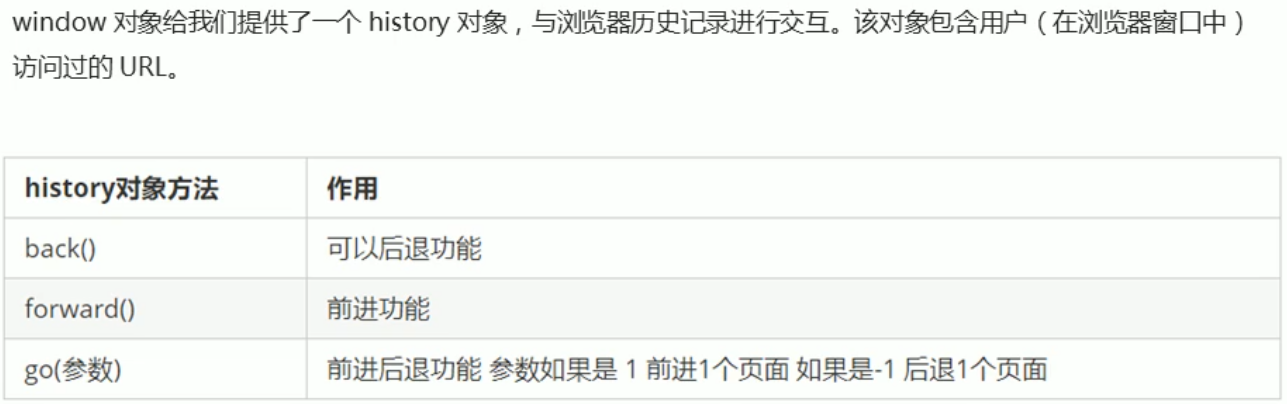 window 对象给我们提供了一个 history 对象，与浏览器历史记录进行交互。该对象包含用户（在浏览器窗口中）
访问过的 URL。
history对象方法 作用
back() 可以后退功能
forward() 前进功能
go(参数) 前进后退功能 参数如果是 1 前进1个页面 如果是-1 后退1个页面